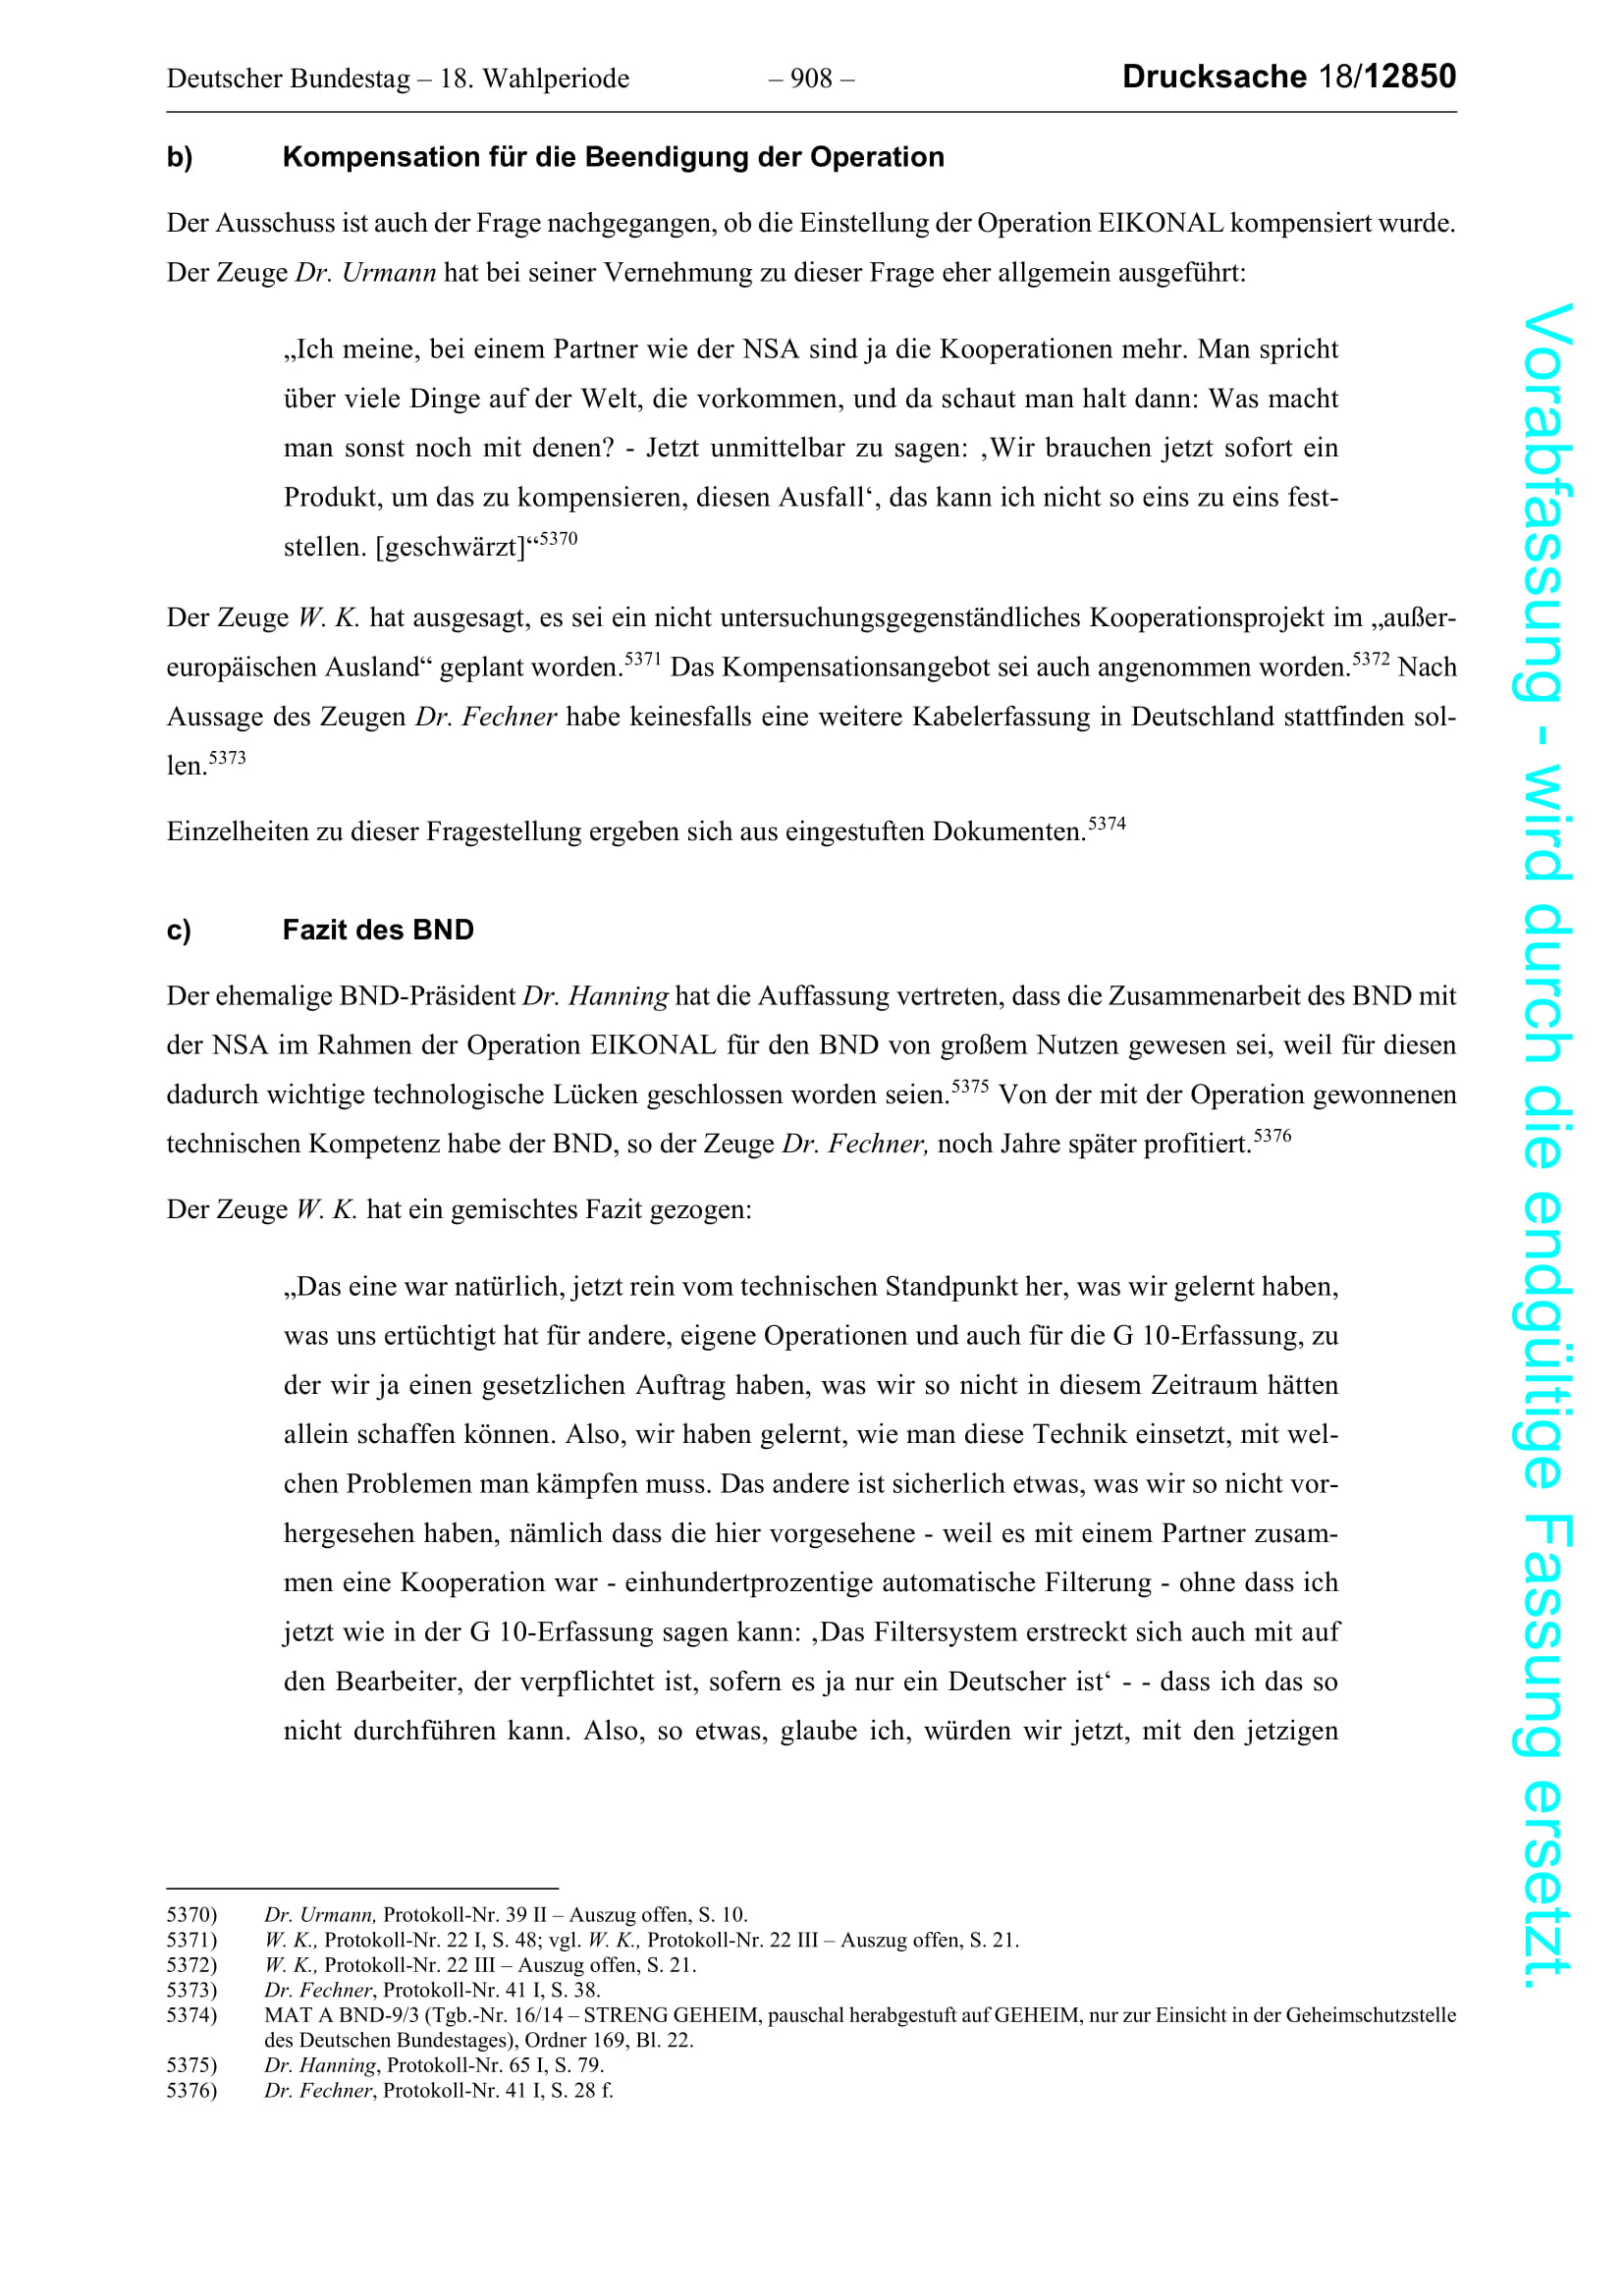 Deutscher Bundestag – 18. Wahlperiode – 908 – Drucksache 18/12850
b) Kompensation für die Beendigung der Operation
Der Ausschuss ist auch der Frage nachgegangen, ob die Einstellung der Operation EIKONAL kompensiert wurde.
Der Zeuge Dr. Urmann hat bei seiner Vernehmung zu dieser Frage eher allgemein ausgeführt:
„Ich meine, bei einem Partner wie der NSA sind ja die Kooperationen mehr. Man spricht
über viele Dinge auf der Welt, die vorkommen, und da schaut man halt dann: Was macht
man sonst noch mit denen? - Jetzt unmittelbar zu sagen: ‚Wir brauchen jetzt sofort ein
Produkt, um das zu kompensieren, diesen Ausfall‘, das kann ich nicht so eins zu eins fest-
stellen. [geschwärzt]“5370
Der Zeuge W. K. hat ausgesagt, es sei ein nicht untersuchungsgegenständliches Kooperationsprojekt im „außer-
europäischen Ausland“ geplant worden.5371 Das Kompensationsangebot sei auch angenommen worden.5372 Nach
Aussage des Zeugen Dr. Fechner habe keinesfalls eine weitere Kabelerfassung in Deutschland stattfinden sol-
len.5373
Einzelheiten zu dieser Fragestellung ergeben sich aus eingestuften Dokumenten.5374
c) Fazit des BND
Der ehemalige BND-Präsident Dr. Hanning hat die Auffassung vertreten, dass die Zusammenarbeit des BND mit
der NSA im Rahmen der Operation EIKONAL für den BND von großem Nutzen gewesen sei, weil für diesen
dadurch wichtige technologische Lücken geschlossen worden seien.5375 Von der mit der Operation gewonnenen
technischen Kompetenz habe der BND, so der Zeuge Dr. Fechner, noch Jahre später profitiert.5376
Der Zeuge W. K. hat ein gemischtes Fazit gezogen:
„Das eine war natürlich, jetzt rein vom technischen Standpunkt her, was wir gelernt haben,
was uns ertüchtigt hat für andere, eigene Operationen und auch für die G 10-Erfassung, zu
der wir ja einen gesetzlichen Auftrag haben, was wir so nicht in diesem Zeitraum hätten
allein schaffen können. Also, wir haben gelernt, wie man diese Technik einsetzt, mit wel-
chen Problemen man kämpfen muss. Das andere ist sicherlich etwas, was wir so nicht vor-
hergesehen haben, nämlich dass die hier vorgesehene - weil es mit einem Partner zusam-
men eine Kooperation war - einhundertprozentige automatische Filterung - ohne dass ich
jetzt wie in der G 10-Erfassung sagen kann: ‚Das Filtersystem erstreckt sich auch mit auf
den Bearbeiter, der verpflichtet ist, sofern es ja nur ein Deutscher ist‘ - - dass ich das so
nicht durchführen kann. Also, so etwas, glaube ich, würden wir jetzt, mit den jetzigen
5370) Dr. Urmann, Protokoll-Nr. 39 II – Auszug offen, S. 10.
5371) W. K., Protokoll-Nr. 22 I, S. 48; vgl. W. K., Protokoll-Nr. 22 III – Auszug offen, S. 21.
5372) W. K., Protokoll-Nr. 22 III – Auszug offen, S. 21.
5373) Dr. Fechner, Protokoll-Nr. 41 I, S. 38.
5374) MAT A BND-9/3 (Tgb.-Nr. 16/14 – STRENG GEHEIM, pauschal herabgestuft auf GEHEIM, nur zur Einsicht in der Geheimschutzstelle
des Deutschen Bundestages), Ordner 169, Bl. 22.
5375) Dr. Hanning, Protokoll-Nr. 65 I, S. 79.
5376) Dr. Fechner, Protokoll-Nr. 41 I, S. 28 f.
Vorabfassung - wird durch die endgültige Fassung ersetzt.